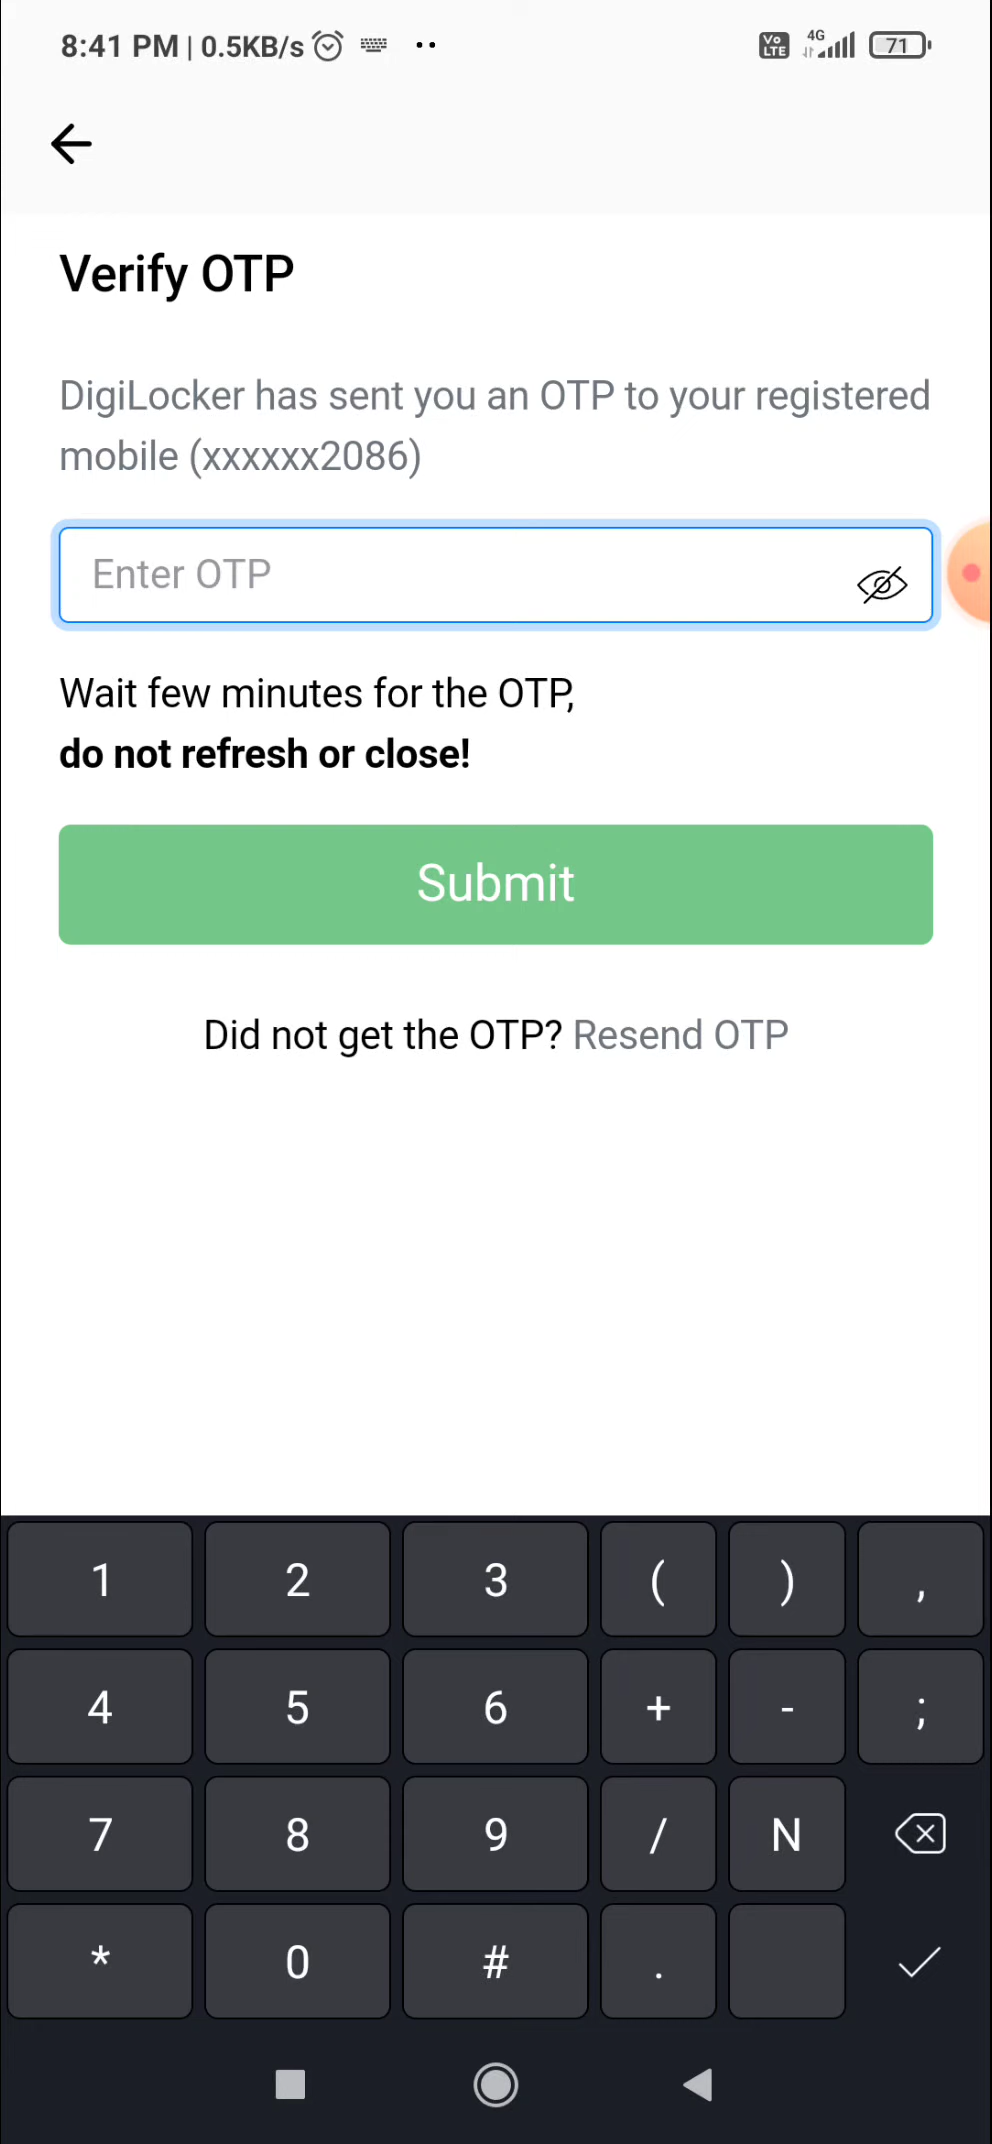 8:41 PM | 0.5KB/s
Vo LTE 4G 71
Verify OTP
DigiLocker has sent you an OTP to your registered
mobile (xxxxxx2086)
Enter OTP
Wait few minutes for the OTP,
do not refresh or close!
Submit
Did not get the OTP? Resend OTP
1 2 3 ( ) ,
4 5 6 + - ;
7 8 9 / N
* 0 # .